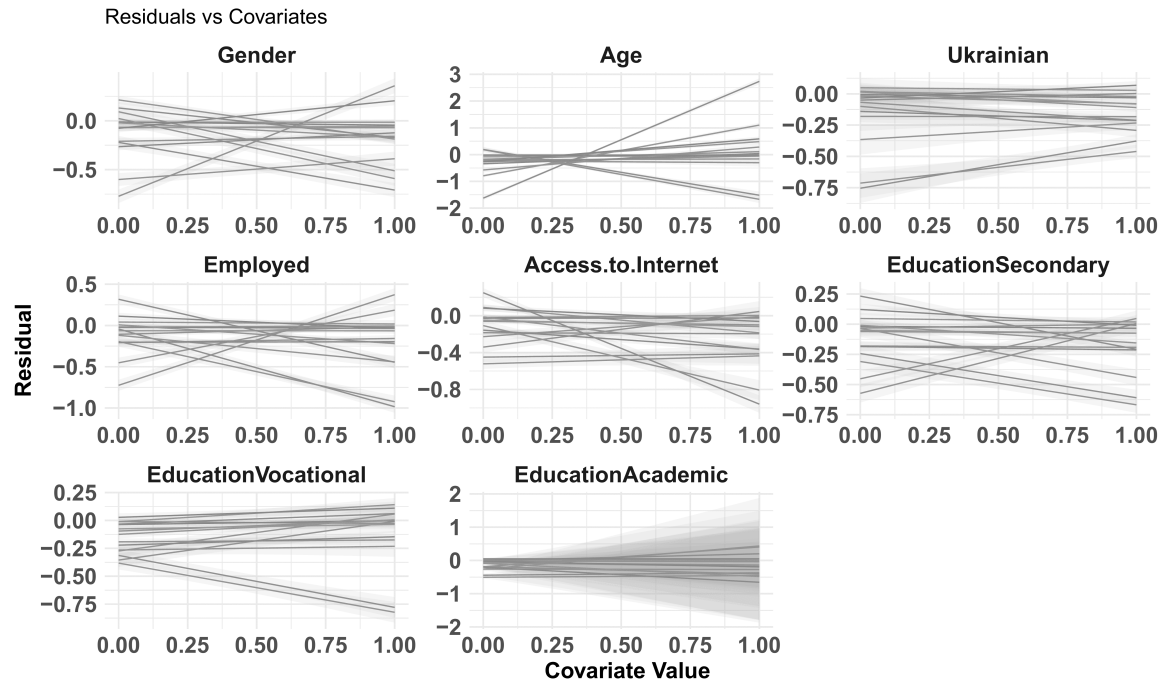 Residuals vs Covariates
Gender
Age
Ukrainian
0.0
−0.5
3
2
1
0
−1
−2
0.00
−0.25
−0.50
−0.75
0.00 0.25 0.50 0.75 1.00
0.00 0.25 0.50 0.75 1.00
0.00 0.25 0.50 0.75 1.00
Employed
Access.to.Internet
EducationSecondary
0.5
0.0
−0.5
−1.0
0.0
−0.4
−0.8
0.25
0.00
−0.25
−0.50
−0.75
0.00 0.25 0.50 0.75 1.00
0.00 0.25 0.50 0.75 1.00
0.00 0.25 0.50 0.75 1.00
EducationVocational
EducationAcademic
0.25
0.00
−0.25
−0.50
−0.75
2
1
0
−1
−2
0.00 0.25 0.50 0.75 1.00
0.00 0.25 0.50 0.75 1.00
Residual
Covariate Value